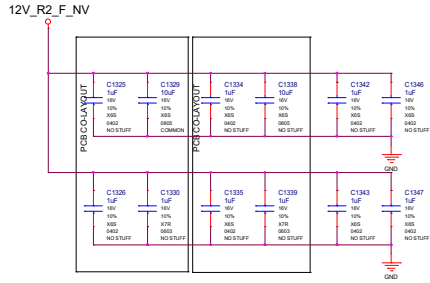 12V_R2_F_NV
PCB CO-LAYOUT
C1325
1uF
16V
10%
X6S
0402
NO STUFF
C1329
10uF
16V
10%
X6S
0805
COMMON
PCB CO-LAYOUT
C1334
1uF
16V
10%
X6S
0402
NO STUFF
C1338
10uF
16V
10%
X6S
0805
NO STUFF
C1342
1uF
16V
10%
X6S
0402
NO STUFF
C1346
1uF
16V
10%
X6S
0402
NO STUFF
GND
C1326
1uF
16V
10%
X6S
0402
NO STUFF
C1330
1uF
16V
10%
X7R
0603
NO STUFF
C1335
1uF
16V
10%
X6S
0402
NO STUFF
C1339
1uF
16V
10%
X7R
0603
NO STUFF
C1343
1uF
16V
10%
X6S
0402
NO STUFF
C1347
1uF
16V
10%
X6S
0402
NO STUFF
GND